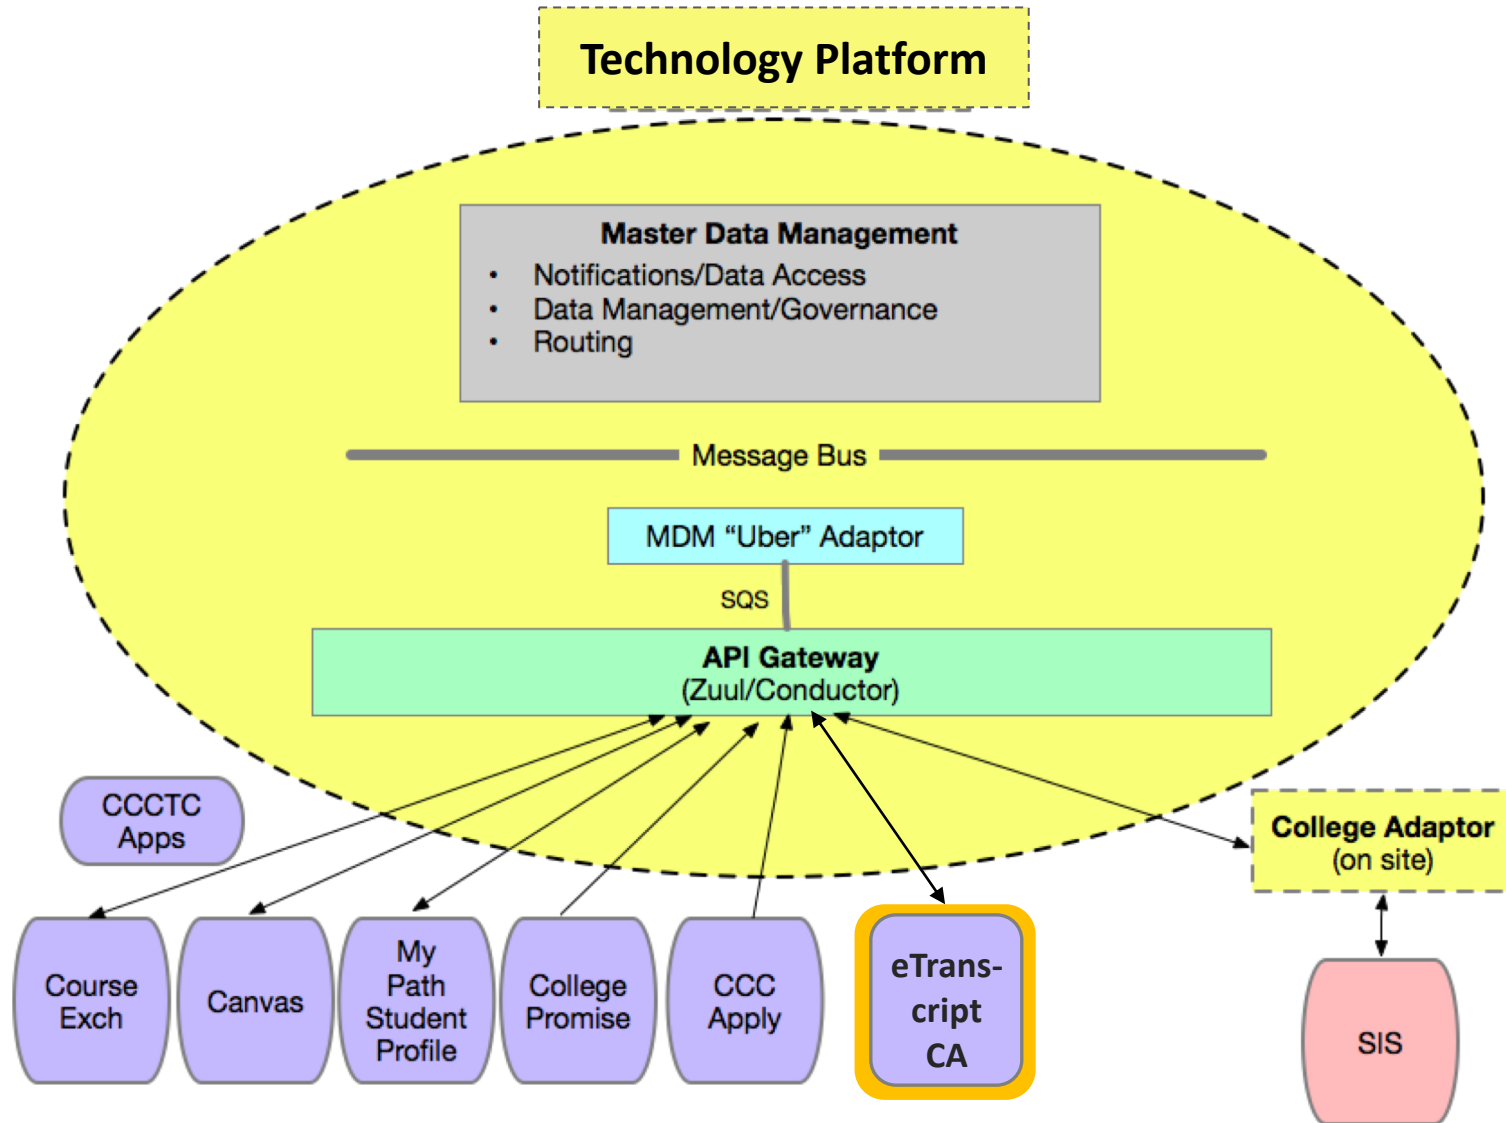 Technology Platform
Master Data Management
• Notifications/Data Access
• Data Management/Governance
• Routing
Message Bus
MDM “Uber” Adaptor
SQS
API Gateway
(Zuul/Conductor)
CCCTC
Apps
College Adaptor
(on site)
Course
Exch
Canvas
My
Path
Student
Profile
College
Promise
CCC
Apply
eTrans-
cript
CA
SIS